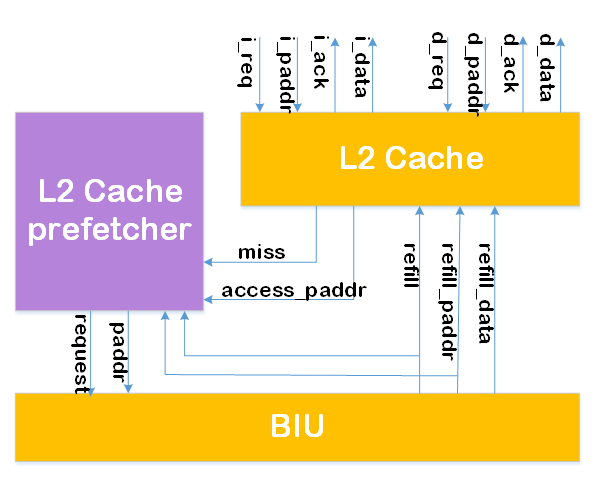 i_req
i_paddr
i_ack
i_data
d_req
d_paddr
d_ack
d_data
L2 Cache
L2 Cache
prefetcher
miss
access_paddr
refill
refill_paddr
refill_data
request
paddr
BIU